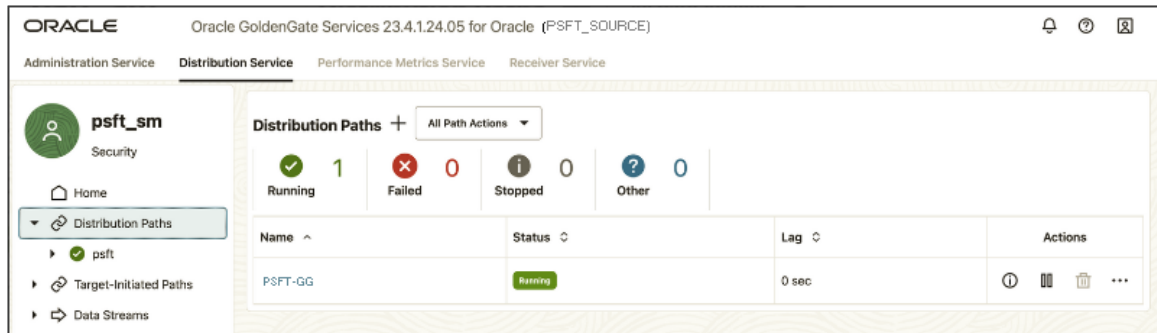 ORACLE Oracle GoldenGate Services 23.4.1.24.05 for Oracle (PSFT_SOURCE)
Administration Service Distribution Service Performance Metrics Service Receiver Service
psft_sm
Security
Home
Distribution Paths
psft
Target-Initiated Paths
Data Streams
Distribution Paths + All Path Actions
1 0 0 0
Running Failed Stopped Other
Name Status Lag Actions
PSFT-GG Running 0 sec